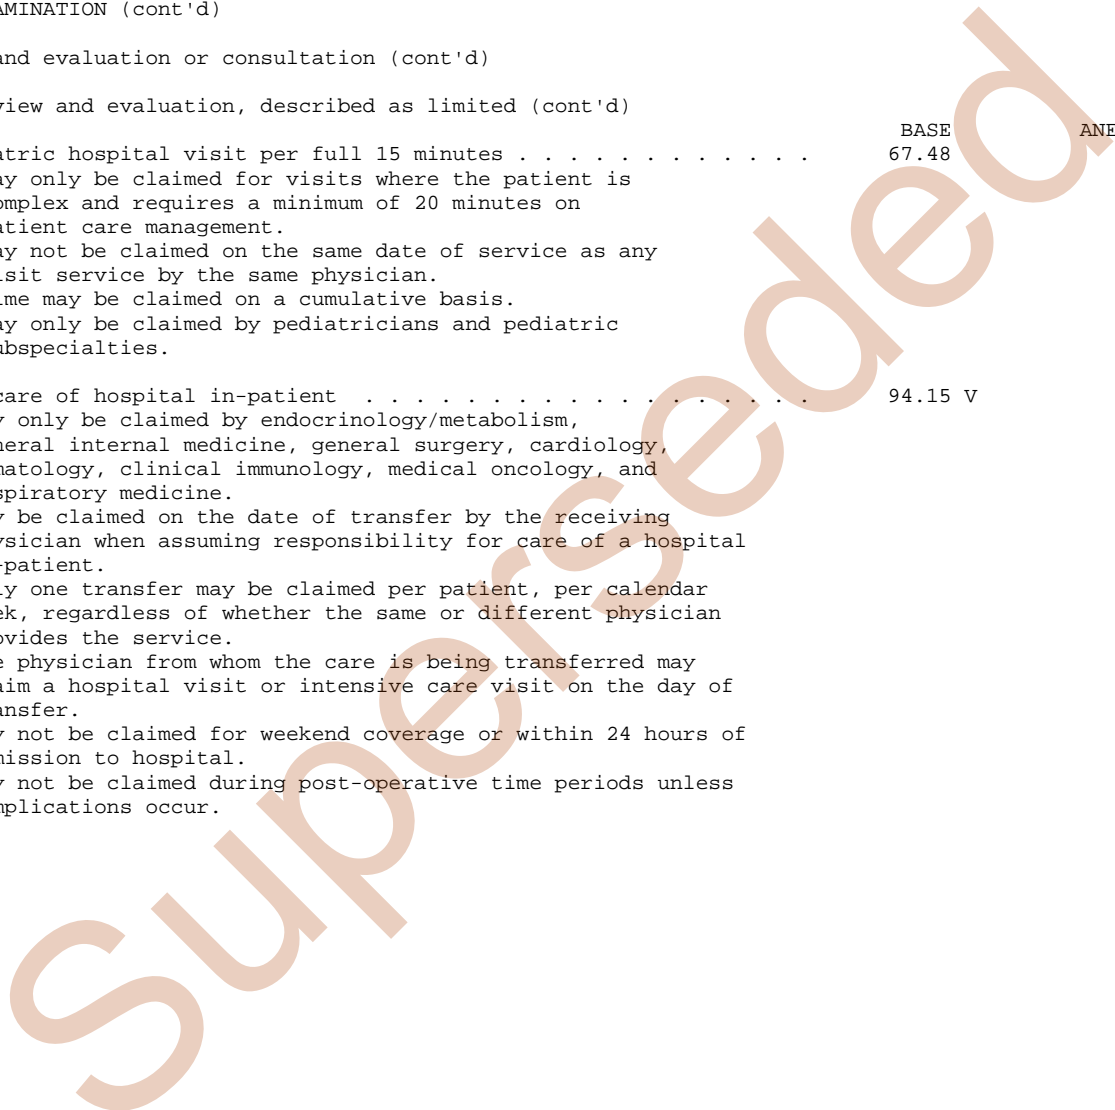 AMINATION (cont'd)
and evaluation or consultation (cont'd)
view and evaluation, described as limited (cont'd)
BASE ANE
atric hospital visit per full 15 minutes . . . . . . . . . . . . 67.48
ay only be claimed for visits where the patient is
omplex and requires a minimum of 20 minutes on
atient care management.
ay not be claimed on the same date of service as any
isit service by the same physician.
ime may be claimed on a cumulative basis.
ay only be claimed by pediatricians and pediatric
ubspecialties.
care of hospital in-patient . . . . . . . . . . . . . . . . . . 94.15 V
y only be claimed by endocrinology/metabolism,
neral internal medicine, general surgery, cardiology,
matology, clinical immunology, medical oncology, and
spiratory medicine.
y be claimed on the date of transfer by the receiving
ysician when assuming responsibility for care of a hospital
-patient.
ly one transfer may be claimed per patient, per calendar
ek, regardless of whether the same or different physician
ovides the service.
e physician from whom the care is being transferred may
aim a hospital visit or intensive care visit on the day of
ansfer.
y not be claimed for weekend coverage or within 24 hours of
mission to hospital.
y not be claimed during post-operative time periods unless
mplications occur.
Superseded